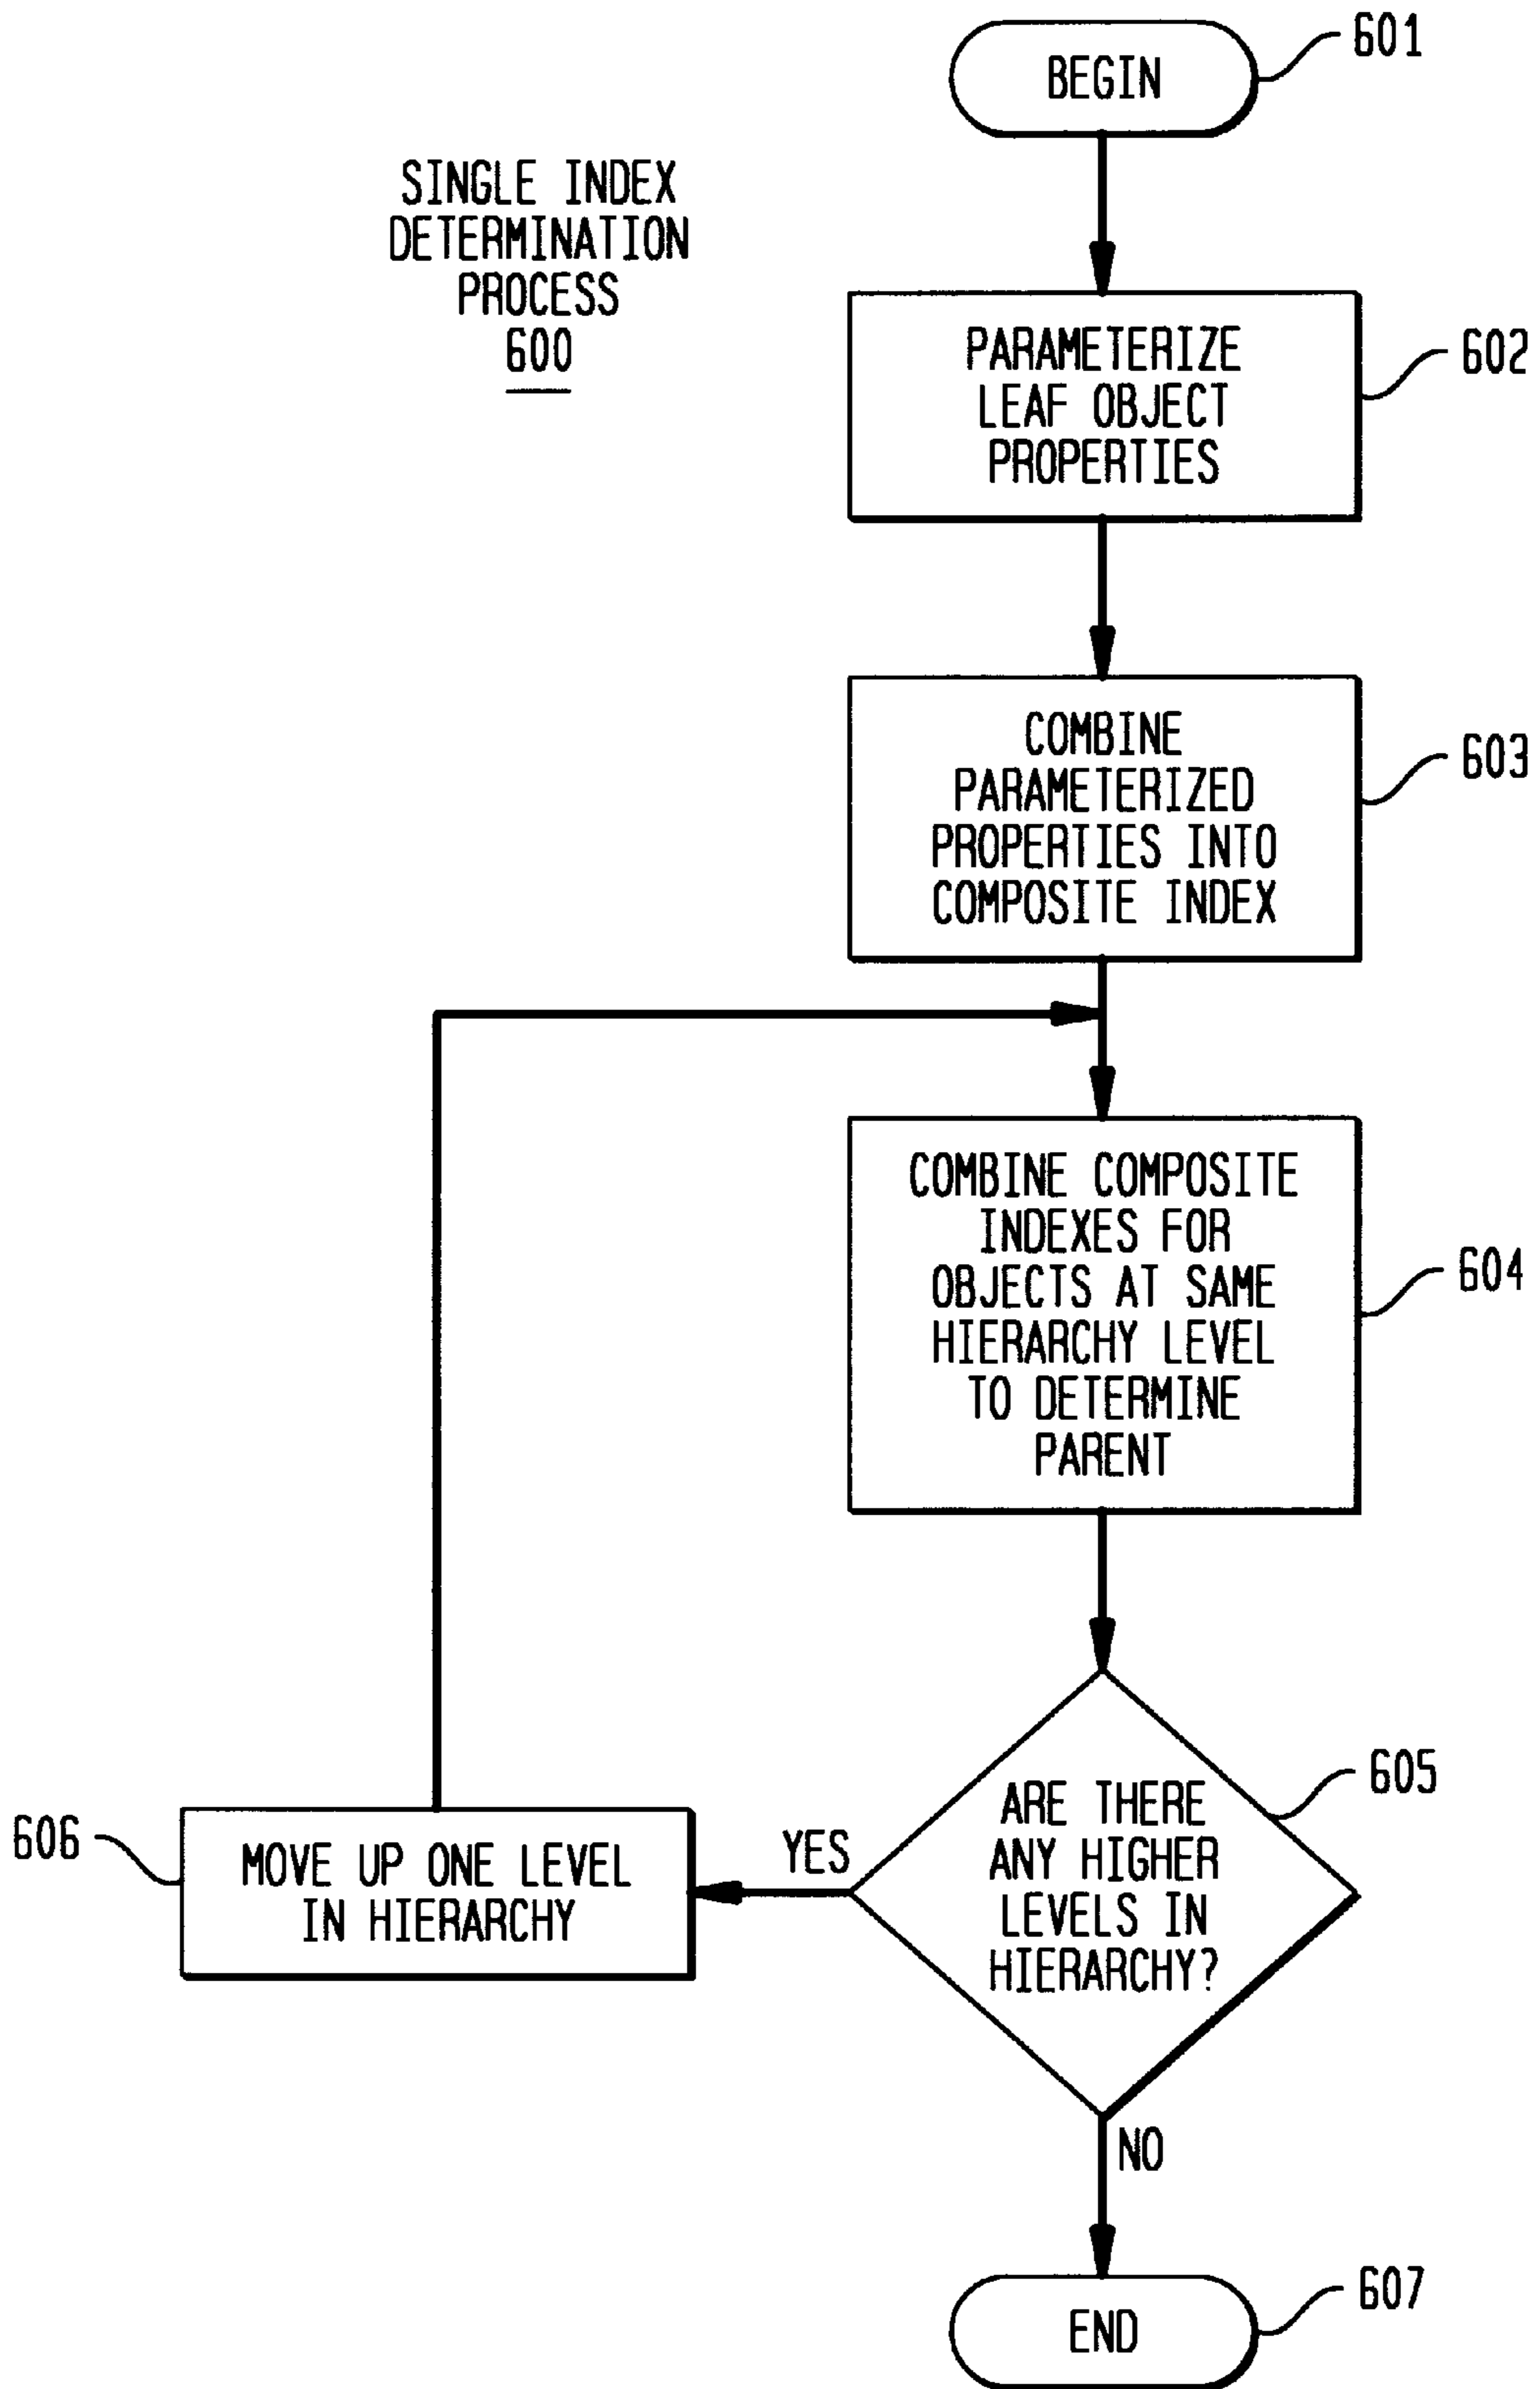 BEGIN
601
SINGLE INDEX
DETERMINATION
PROCESS
600
PARAMETERIZE
LEAF OBJECT
PROPERTIES
602
COMBINE
PARAMETERIZED
PROPERTIES INTO
COMPOSITE INDEX
603
COMBINE COMPOSITE
INDEXES FOR
OBJECTS AT SAME
HIERARCHY LEVEL
TO DETERMINE
PARENT
604
ARE THERE
ANY HIGHER
LEVELS IN
HIERARCHY?
605
YES
606
MOVE UP ONE LEVEL
IN HIERARCHY
NO
END
607